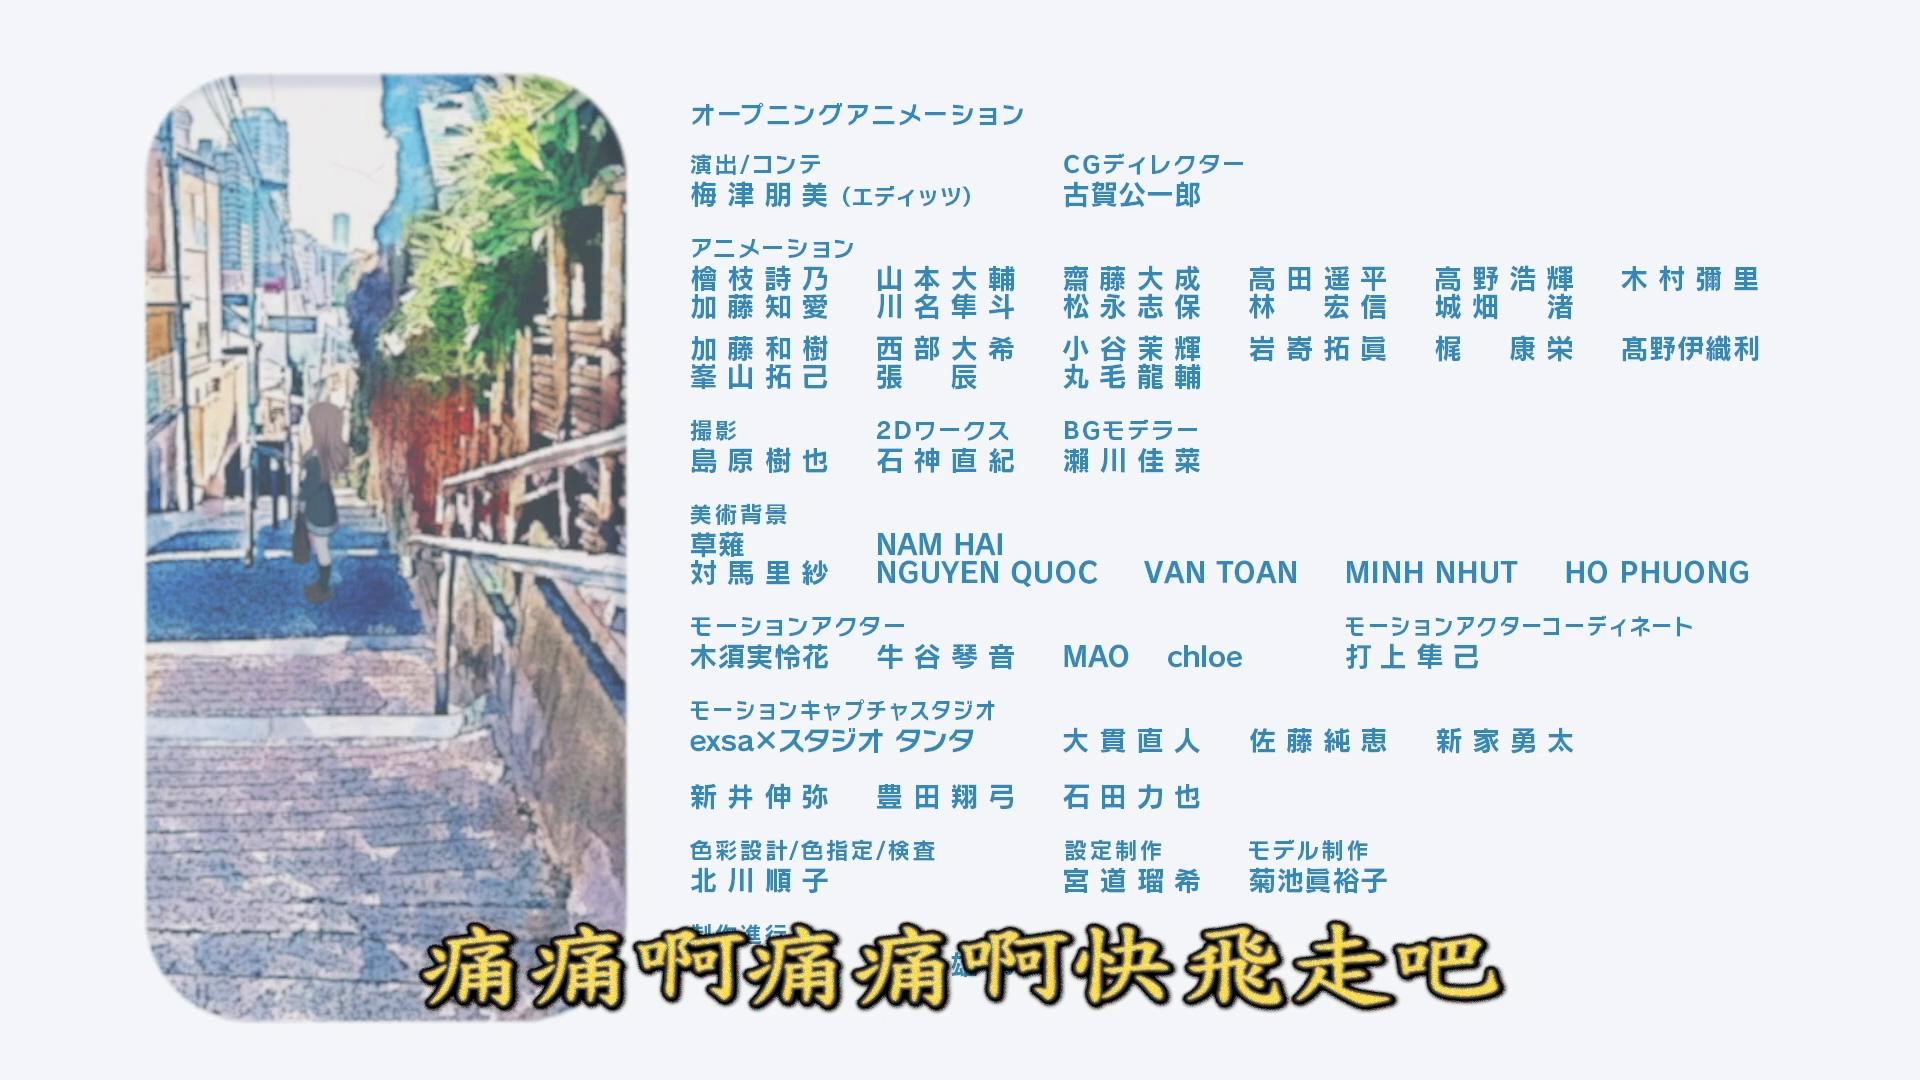 オープニングアニメーション
演出/コンテ CGディレクター
梅津朋美（エディッツ） 古賀公一郎
アニメーション
檜枝詩乃 山本大輔 齋藤大成 高田遥平 高野浩輝 木村彌里
加藤知愛 川名隼斗 松永志保 林 宏信 城畑 渚
加藤和樹 西部大希 小谷茉輝 岩嵜拓眞 梶 康栄 髙野伊織利
峯山拓己 張 辰 丸毛龍輔
撮影 2Dワークス BGモデラー
島原樹也 石神直紀 瀨川佳菜
美術背景
草薙 NAM HAI
対馬里紗 NGUYEN QUOC VAN TOAN MINH NHUT HO PHUONG
モーションアクター モーションアクターコーディネート
木須実怜花 牛谷琴音 MAO chloe 打上隼己
モーションキャプチャスタジオ
exsa×スタジオ タンタ 大貫直人 佐藤純恵 新家勇太
新井伸弥 豊田翔弓 石田力也
色彩設計/色指定/検査 設定制作 モデル制作
北川順子 宮道瑠希 菊池眞裕子
制作進行
痛痛啊痛痛啊快飛走吧